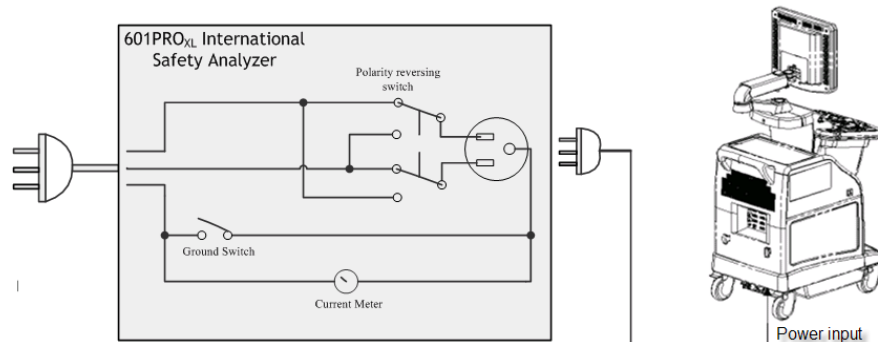 601PROXL International
Safety Analyzer
Polarity reversing
switch
Ground Switch
Current Meter
Power input